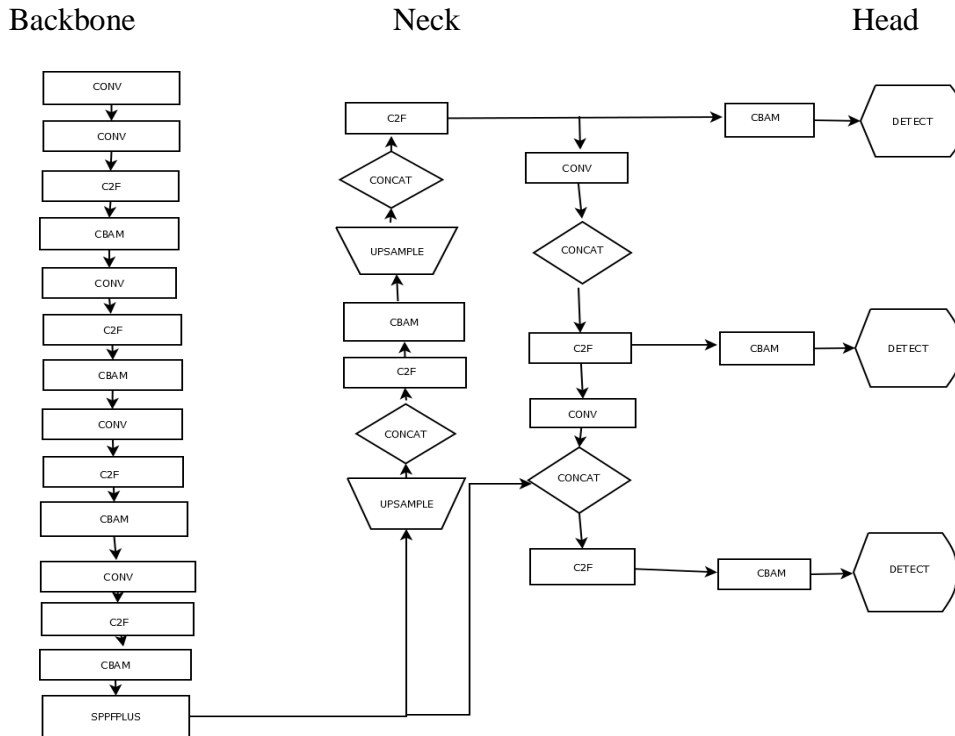 Backbone
Neck
Head
CONV
CONV
C2F
CBAM
CONV
C2F
CBAM
CONV
C2F
CBAM
CONV
C2F
CBAM
SPPFPLUS
C2F
CONCAT
UPSAMPLE
CBAM
C2F
CONCAT
UPSAMPLE
CONV
CONCAT
C2F
CONV
CONCAT
C2F
CBAM
DETECT
CBAM
DETECT
CBAM
DETECT